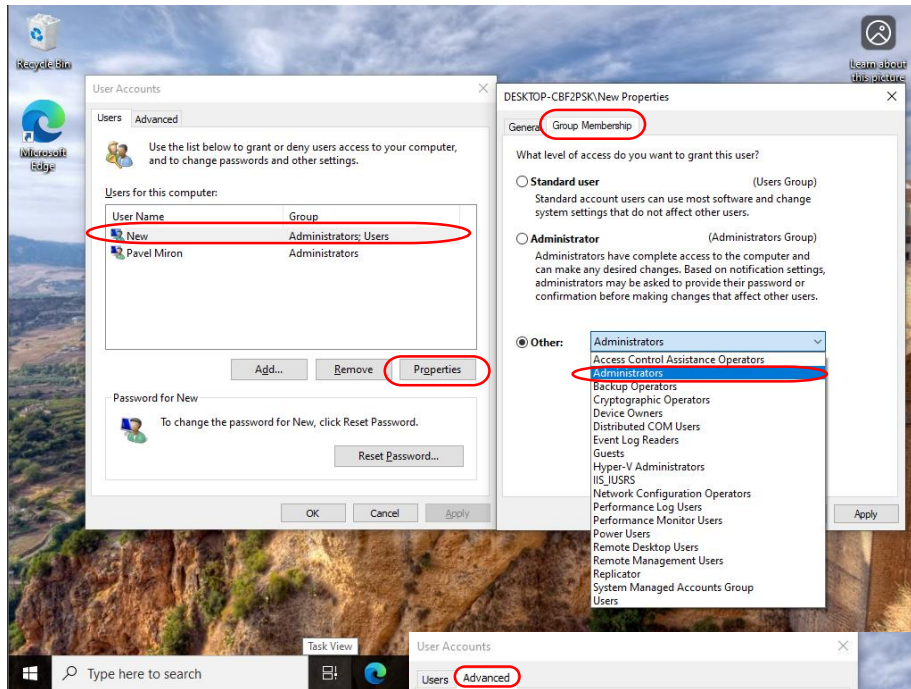 Recycle Bin
Learn about
this picture
Microsoft
Edge
User Accounts
Users Advanced
Use the list below to grant or deny users access to your computer,
and to change passwords and other settings.
Users for this computer:
User Name Group
New Administrators; Users
Pavel Miron Administrators
Add... Remove Properties
Password for New
To change the password for New, click Reset Password.
Reset Password...
OK Cancel Apply
DESKTOP-CBF2PSK\New Properties
General Group Membership
What level of access do you want to grant this user?
Standard user (Users Group)
Standard account users can use most software and change
system settings that do not affect other users.
Administrator (Administrators Group)
Administrators have complete access to the computer and
can make any desired changes. Based on notification settings,
administrators may be asked to provide their password or
confirmation before making changes that affect other users.
Other: Administrators
Access Control Assistance Operators
Administrators
Backup Operators
Cryptographic Operators
Device Owners
Distributed COM Users
Event Log Readers
Guests
Hyper-V Administrators
IIS_IUSRS
Network Configuration Operators
Performance Log Users
Performance Monitor Users
Power Users
Remote Desktop Users
Remote Management Users
Replicator
System Managed Accounts Group
Users
Apply
Task View
Type here to search
User Accounts
Users Advanced